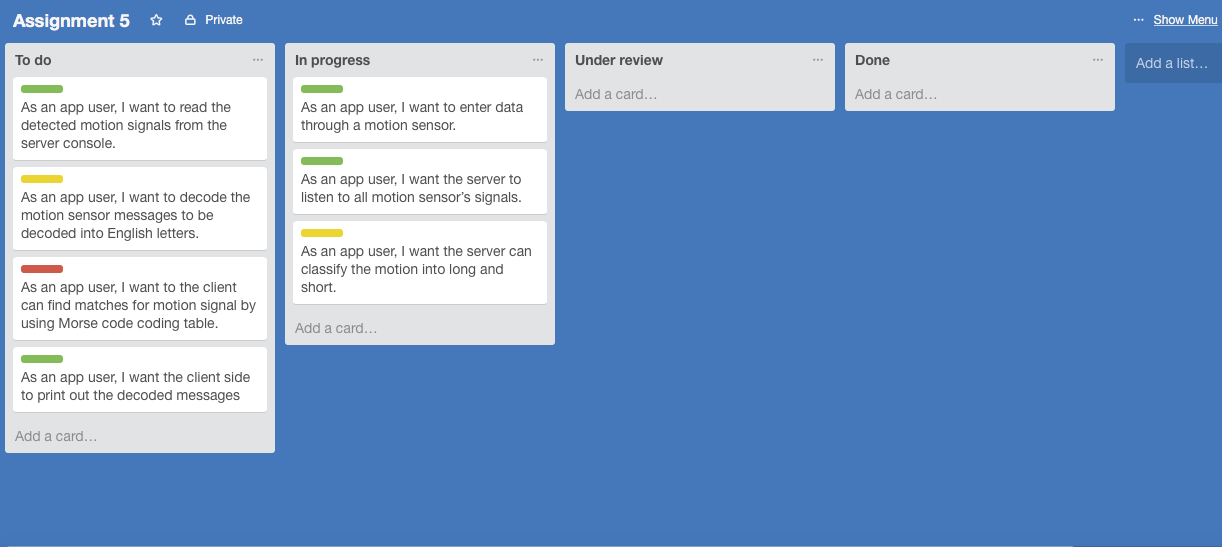 Assignment 5 Private ··· Show Menu
To do ···
As an app user, I want to read the
detected motion signals from the
server console.
As an app user, I want to decode the
motion sensor messages to be
decoded into English letters.
As an app user, I want to the client
can find matches for motion signal by
using Morse code coding table.
As an app user, I want the client side
to print out the decoded messages
Add a card…
In progress ···
As an app user, I want to enter data
through a motion sensor.
As an app user, I want the server to
listen to all motion sensor’s signals.
As an app user, I want the server can
classify the motion into long and
short.
Add a card…
Under review ···
Add a card…
Done ···
Add a card…
Add a list…